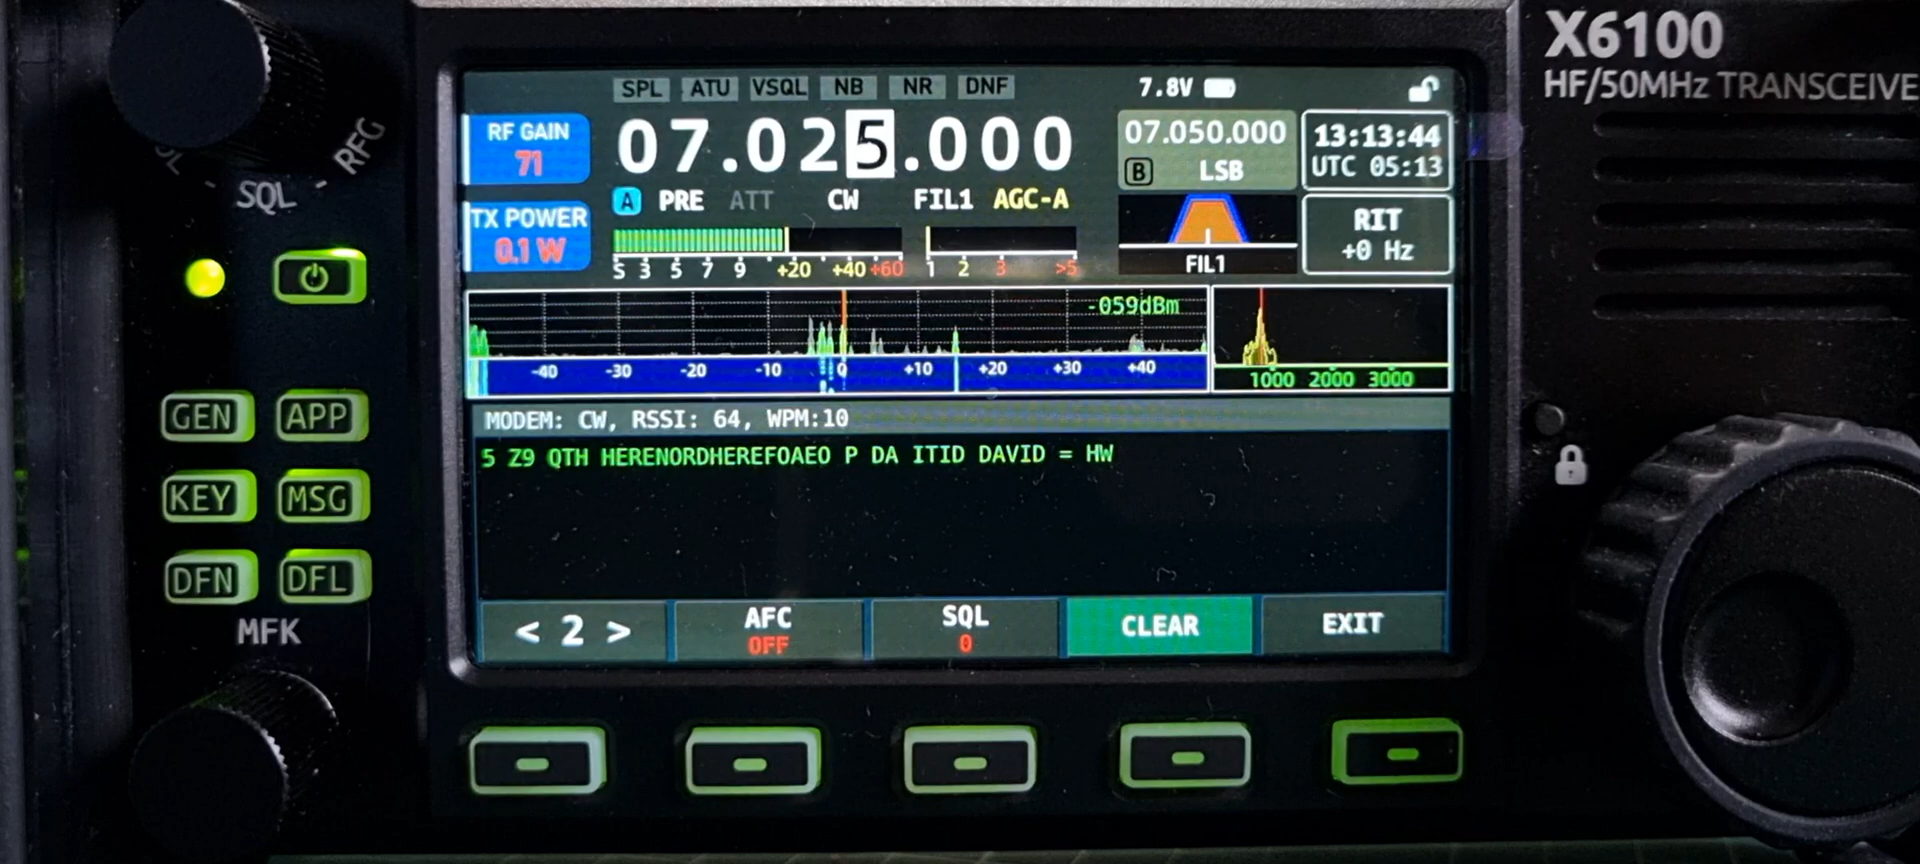 X6100
HF/50MHz TRANSCEIVE
RFG
SQL
SPL ATU VSQL NB NR DNF
7.8V
RF GAIN
71
07.025.000
07.050.000
B LSB
13:13:44
UTC 05:13
TX POWER
0.1 W
A PRE ATT CW FIL1 AGC-A
S 3 5 7 9 +20 +40 +60
1 2 3 >5
FIL1
RIT
+0 Hz
-059dBm
-40 -30 -20 -10 0 +10 +20 +30 +40
1000 2000 3000
GEN APP
KEY MSG
DFN DFL
MFK
MODEM: CW, RSSI: 64, WPM:10
5 Z9 QTH HERENORDHEREFOAEO P DA ITID DAVID = HW
< 2 >
AFC
OFF
SQL
0
CLEAR
EXIT